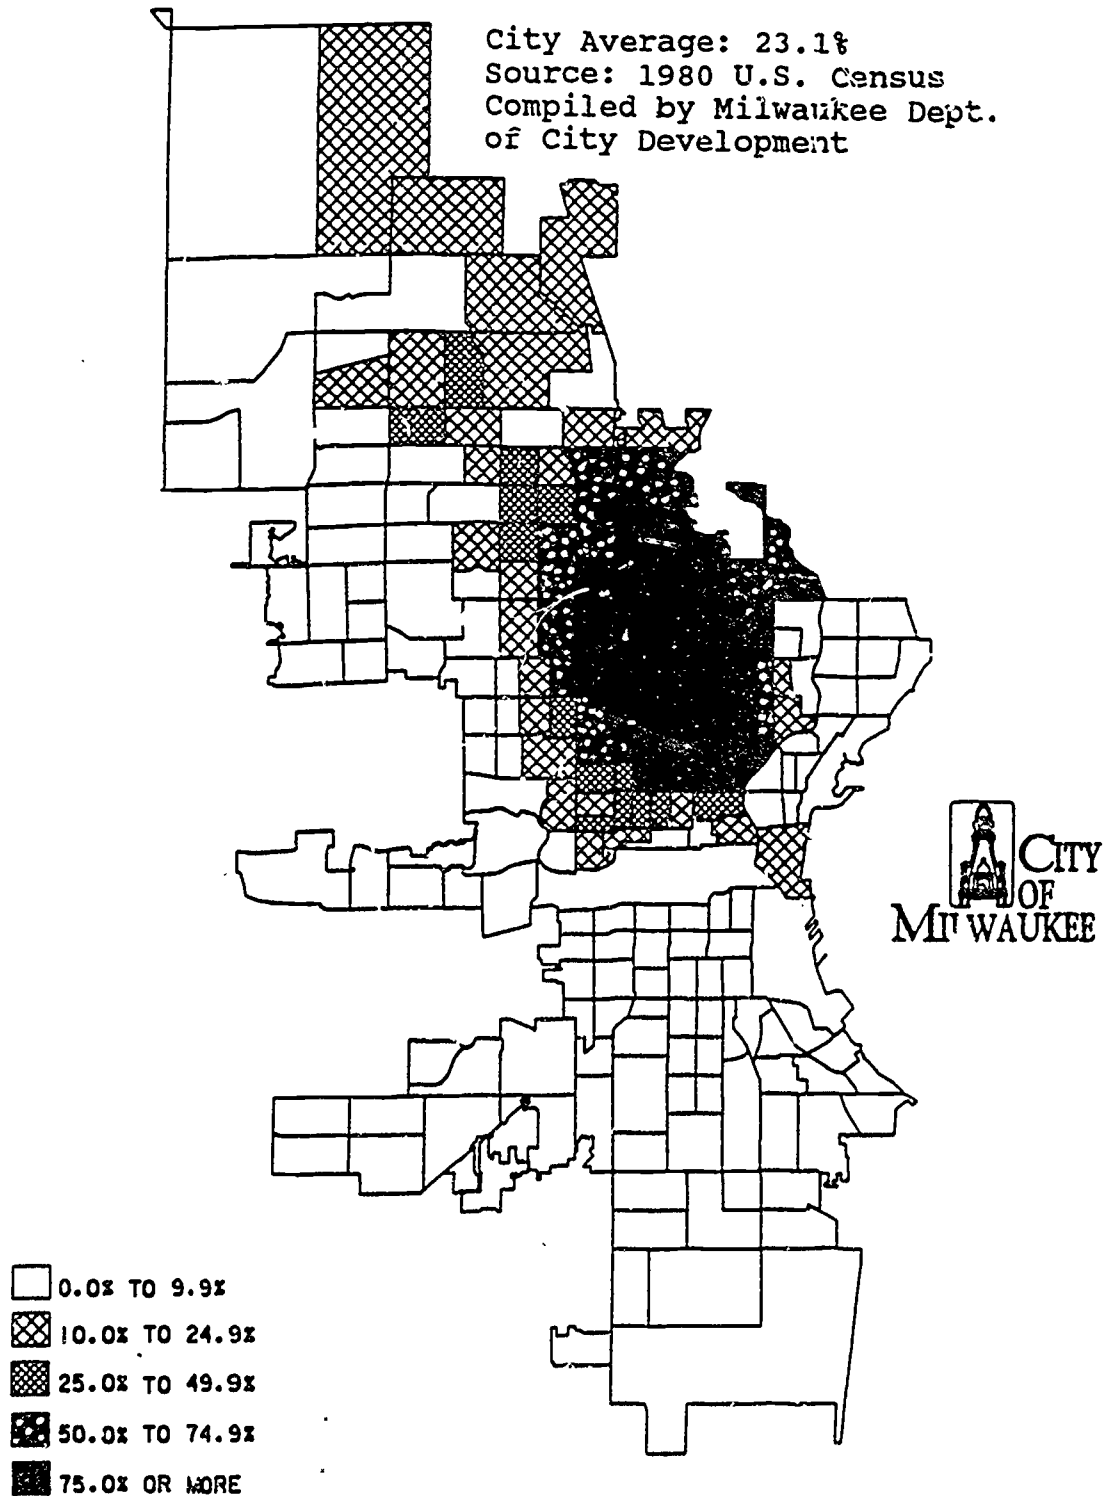 City Average: 23.1%
Source: 1980 U.S. Census
Compiled by Milwaukee Dept.
of City Development
CITY
OF
MILWAUKEE
0.0% TO 9.9%
10.0% TO 24.9%
25.0% TO 49.9%
50.0% TO 74.9%
75.0% OR MORE